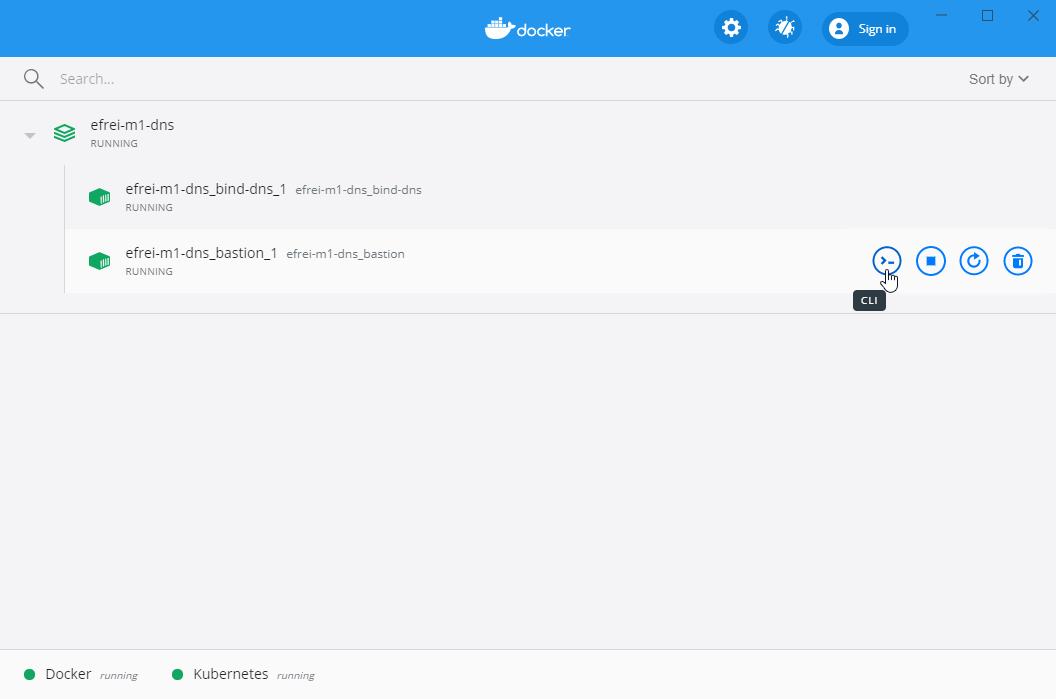 docker
Sign in
Search...
Sort by
efrei-m1-dns
RUNNING
efrei-m1-dns_bind-dns_1 efrei-m1-dns_bind-dns
RUNNING
efrei-m1-dns_bastion_1 efrei-m1-dns_bastion
RUNNING
CLI
Docker running Kubernetes running